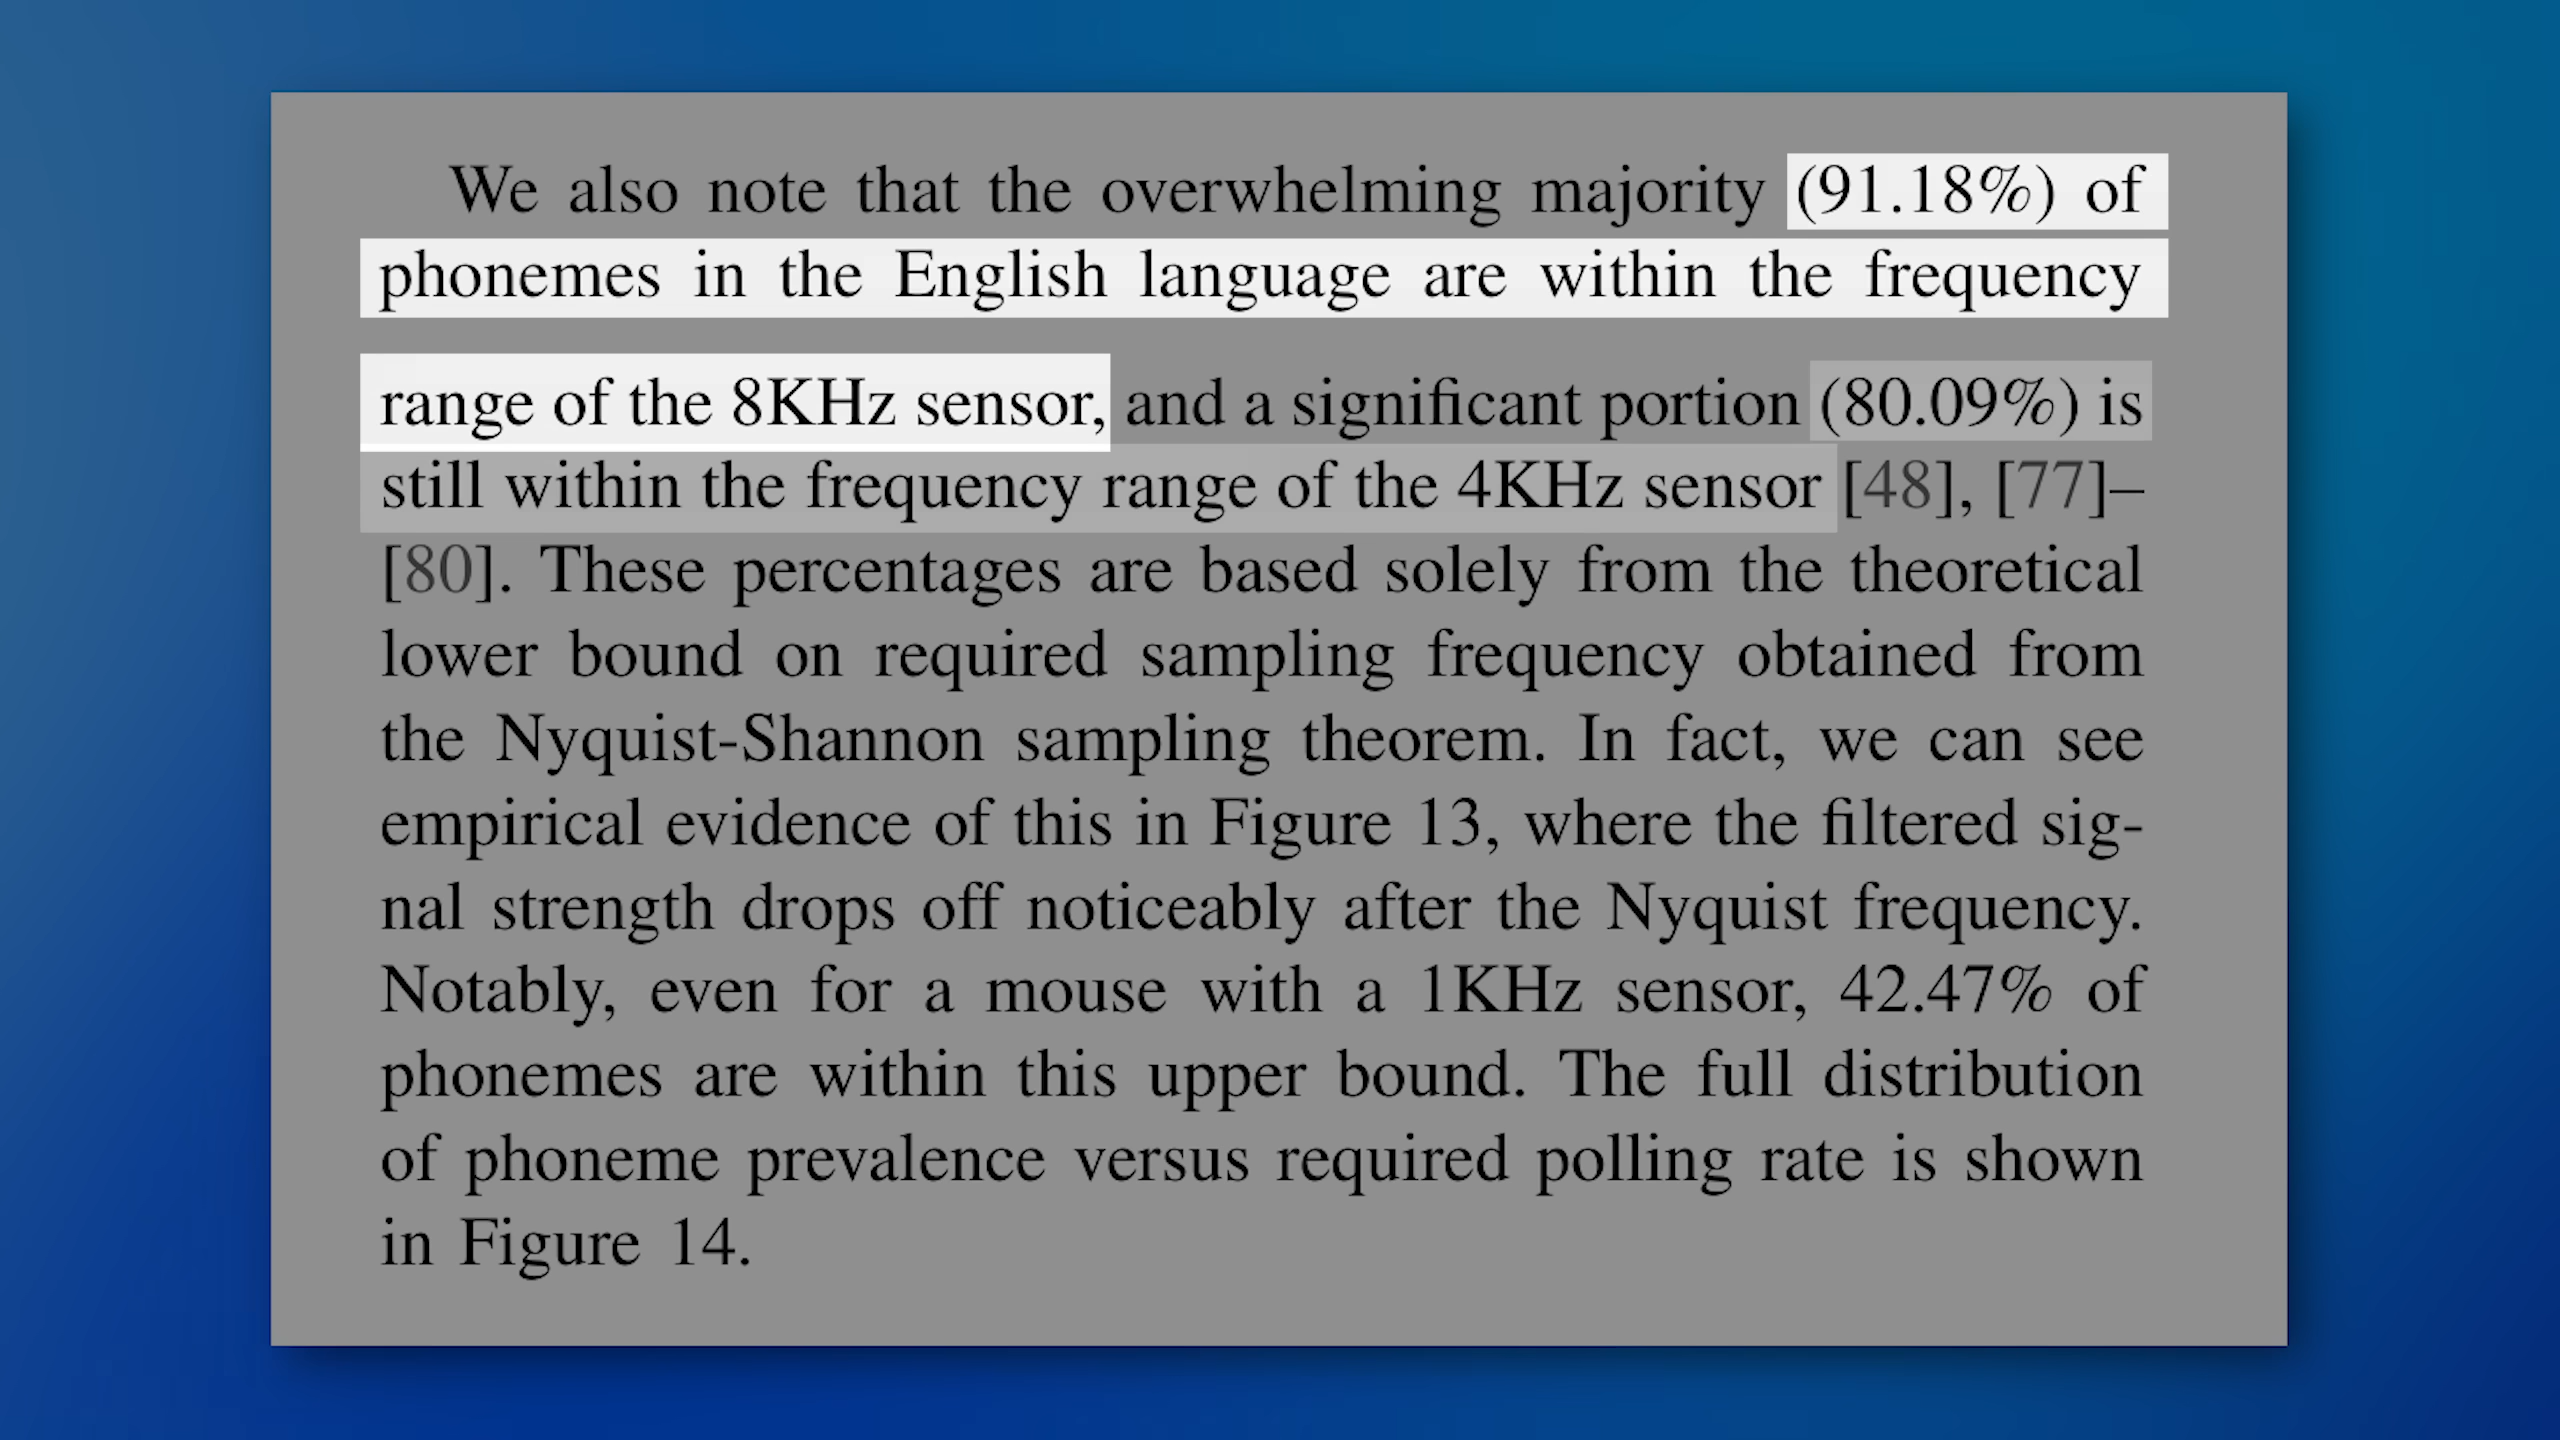 We also note that the overwhelming majority (91.18%) of
phonemes in the English language are within the frequency
range of the 8KHz sensor, and a significant portion (80.09%) is
still within the frequency range of the 4KHz sensor [48], [77]–
[80]. These percentages are based solely from the theoretical
lower bound on required sampling frequency obtained from
the Nyquist-Shannon sampling theorem. In fact, we can see
empirical evidence of this in Figure 13, where the filtered sig-
nal strength drops off noticeably after the Nyquist frequency.
Notably, even for a mouse with a 1KHz sensor, 42.47% of
phonemes are within this upper bound. The full distribution
of phoneme prevalence versus required polling rate is shown
in Figure 14.